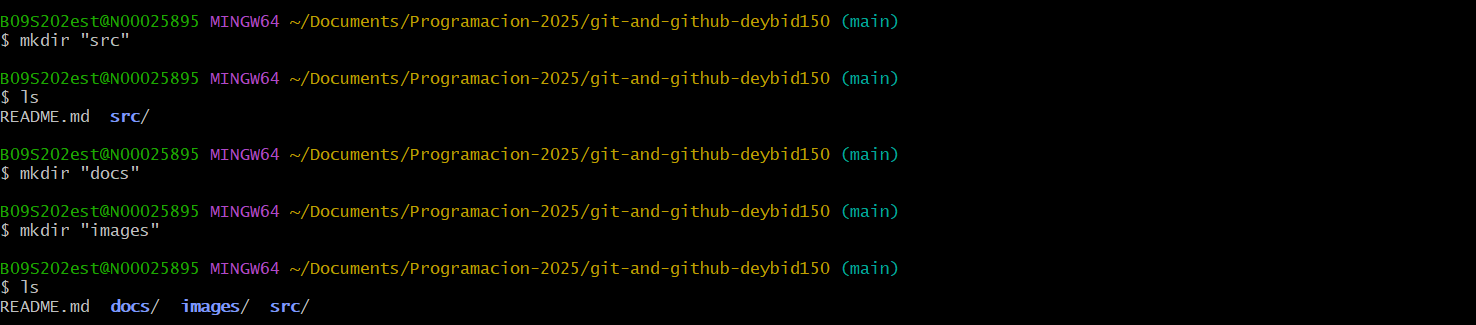 B09S202est@N00025895 MINGW64 ~/Documents/Programacion-2025/git-and-github-deybid150 (main)
$ mkdir "src"
B09S202est@N00025895 MINGW64 ~/Documents/Programacion-2025/git-and-github-deybid150 (main)
$ ls
README.md  src/
B09S202est@N00025895 MINGW64 ~/Documents/Programacion-2025/git-and-github-deybid150 (main)
$ mkdir "docs"
B09S202est@N00025895 MINGW64 ~/Documents/Programacion-2025/git-and-github-deybid150 (main)
$ mkdir "images"
B09S202est@N00025895 MINGW64 ~/Documents/Programacion-2025/git-and-github-deybid150 (main)
$ ls
README.md  docs/  images/  src/